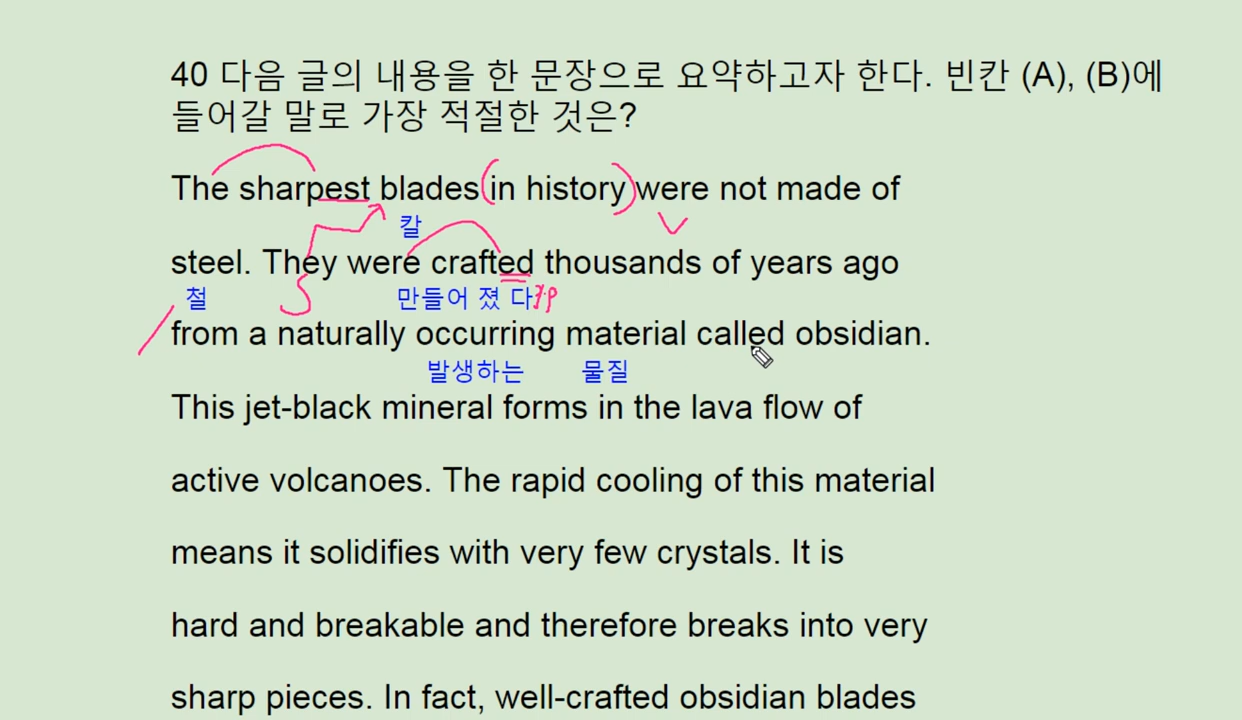 40 다음 글의 내용을 한 문장으로 요약하고자 한다. 빈칸 (A), (B)에
들어갈 말로 가장 적절한 것은?
The sharpest blades in history were not made of
칼
steel. They were crafted thousands of years ago
철 만들어 졌 다
from a naturally occurring material called obsidian.
발생하는 물질
This jet-black mineral forms in the lava flow of
active volcanoes. The rapid cooling of this material
means it solidifies with very few crystals. It is
hard and breakable and therefore breaks into very
sharp pieces. In fact, well-crafted obsidian blades